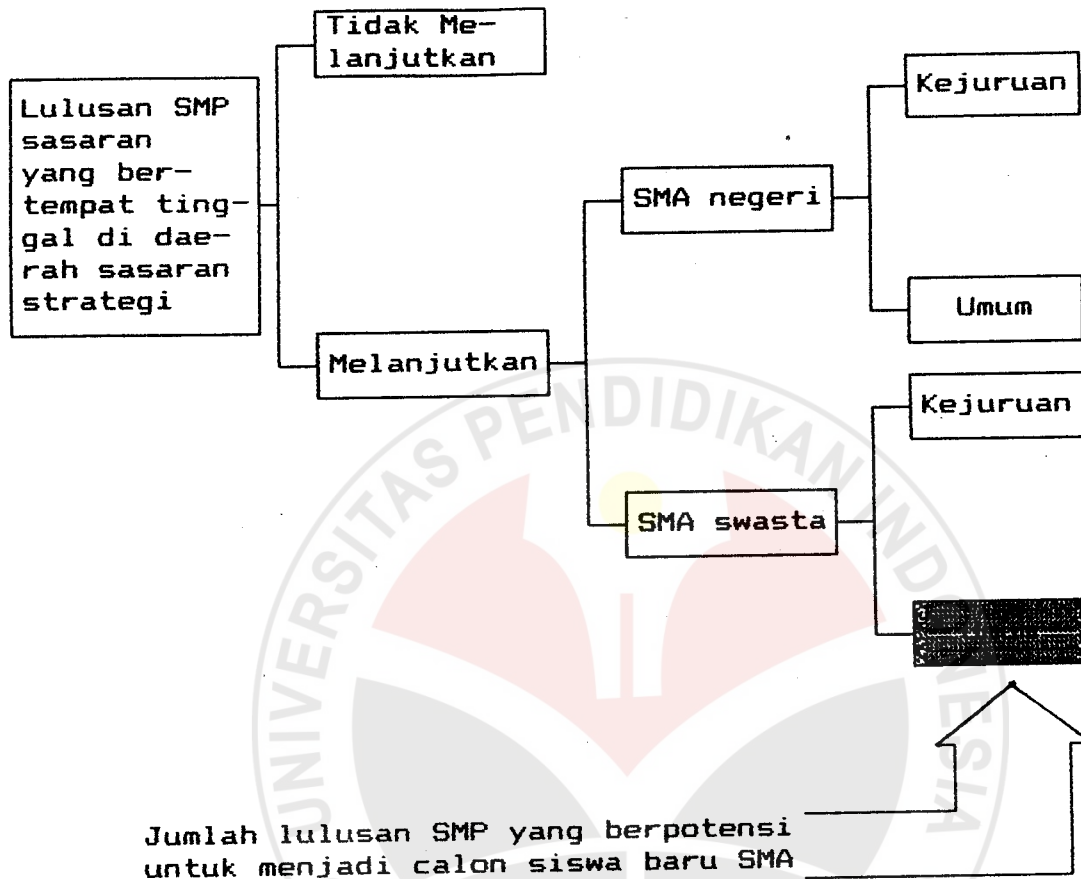 Tidak Me-
lanjutkan
Lulusan SMP
sasaran
yang ber-
tempat ting-
gal di dae-
rah sasaran
strategi
Kejuruan
SMA negeri
Umum
Melanjutkan
Kejuruan
SMA swasta
Jumlah lulusan SMP yang berpotensi
untuk menjadi calon siswa baru SMA
UNIVERSITAS PENDIDIKAN INDONESIA